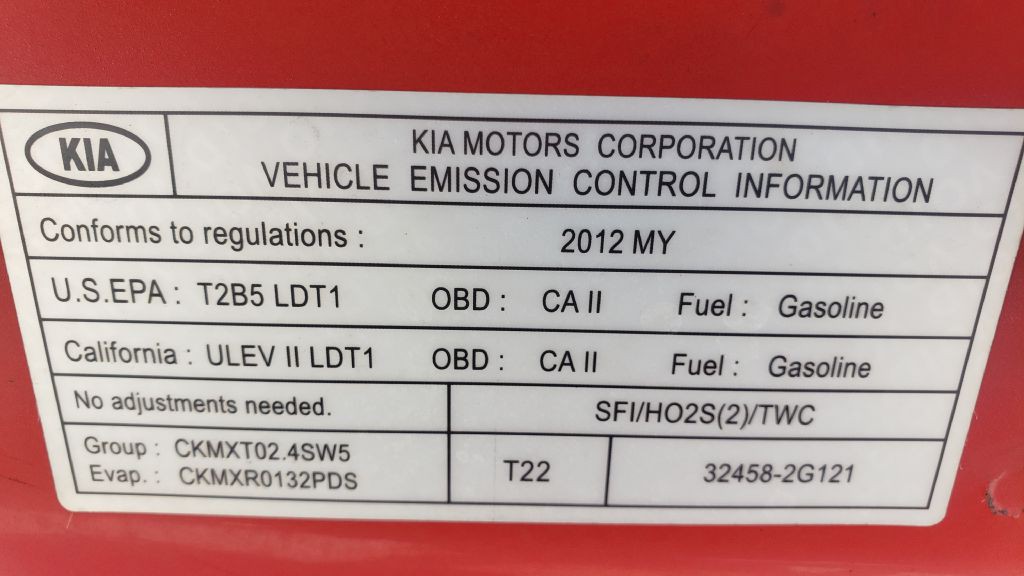 KIA
KIA MOTORS CORPORATION
VEHICLE EMISSION CONTROL INFORMATION
Conforms to regulations : 2012 MY
U.S.EPA : T2B5 LDT1 OBD : CA II Fuel : Gasoline
California : ULEV II LDT1 OBD : CA II Fuel : Gasoline
No adjustments needed. SFI/HO2S(2)/TWC
Group : CKMXT02.4SW5
Evap. : CKMXR0132PDS
T22
32458-2G121